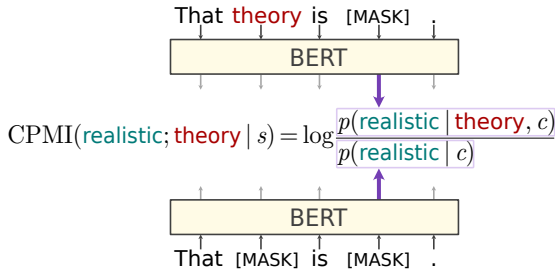 That theory is [MASK] .
BERT
CPMI(realistic; theory | s) = log p(realistic | theory, c)
p(realistic | c)
BERT
That [MASK] is [MASK] .